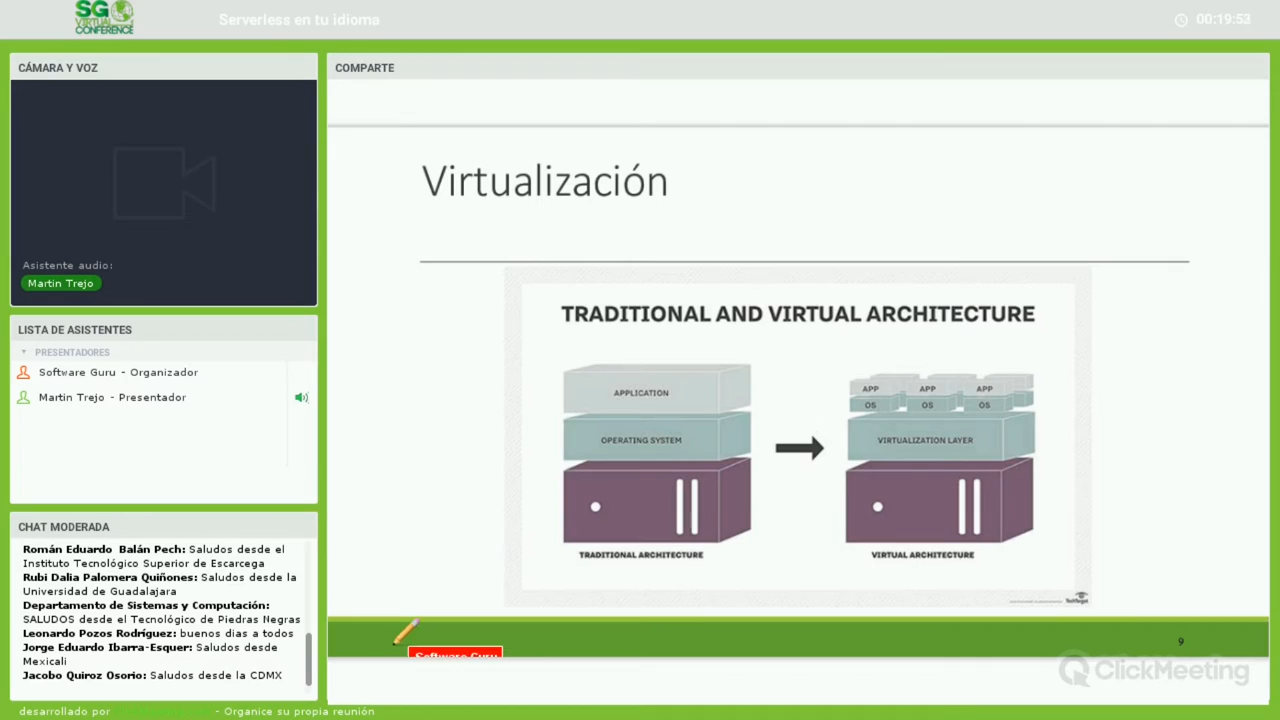 SG
VIRTUAL
CONFERENCE
Serverless en tu idioma
00:19:53
CÁMARA Y VOZ
Asistente audio:
Martin Trejo
LISTA DE ASISTENTES
PRESENTADORES
Software Guru - Organizador
Martin Trejo - Presentador
CHAT MODERADA
Román Eduardo Balán Pech: Saludos desde el
Instituto Tecnológico Superior de Escarcega
Rubi Dalia Palomera Quiñones: Saludos desde la
Universidad de Guadalajara
Departamento de Sistemas y Computación:
SALUDOS desde el Tecnológico de Piedras Negras
Leonardo Pozos Rodríguez: buenos dias a todos
Jorge Eduardo Ibarra-Esquer: Saludos desde
Mexicali
Jacobo Quiroz Osorio: Saludos desde la CDMX
desarrollado por - Organice su propia reunión
COMPARTE
Virtualización
TRADITIONAL AND VIRTUAL ARCHITECTURE
APPLICATION
OPERATING SYSTEM
TRADITIONAL ARCHITECTURE
APP APP APP
OS OS OS
VIRTUALIZATION LAYER
VIRTUAL ARCHITECTURE
TechTarget
9
Software Guru
ClickMeeting